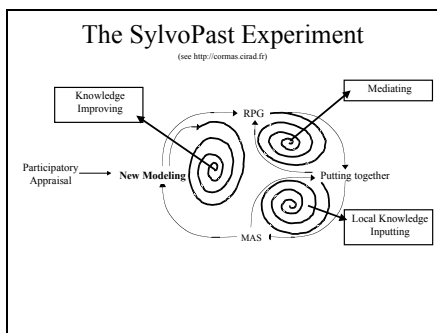 The SylvoPast Experiment
(see http://cormas.cirad.fr)
Knowledge
Improving
Mediating
RPG
Participatory
Appraisal
New Modeling
Putting together
Local Knowledge
Inputting
MAS